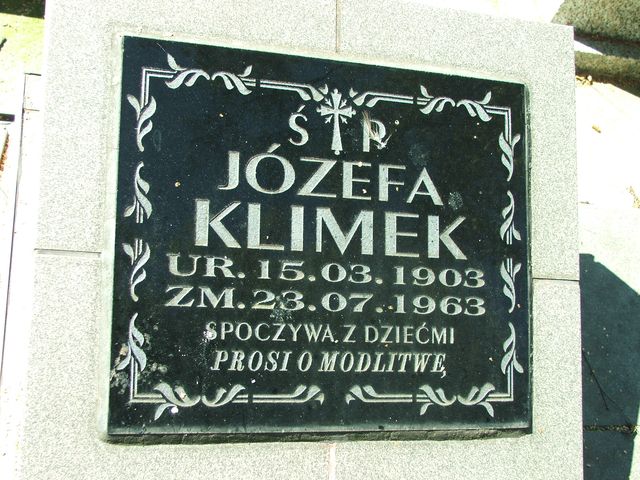 Ś P
JÓZEFA
KLIMEK
UR. 15.03.1903
ZM. 23.07.1963
SPOCZYWA Z DZIEĆMI
PROSI O MODLITWĘ